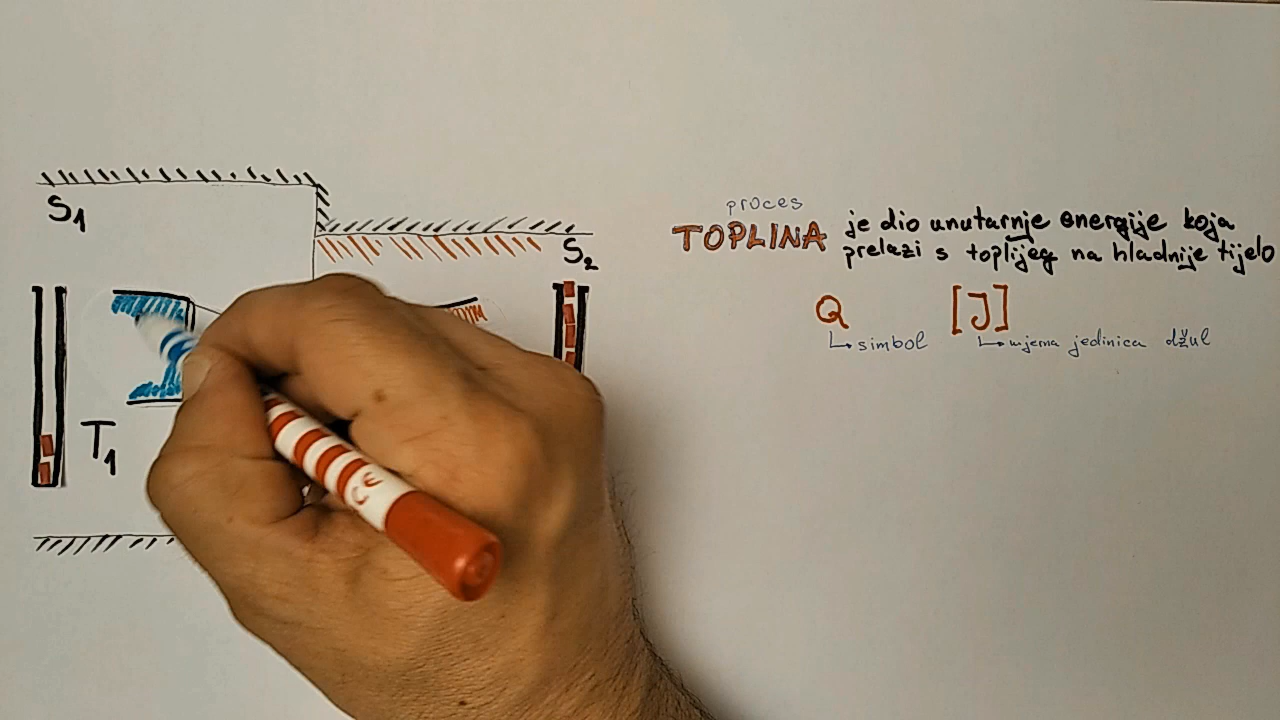 S1
S2
T1
CE
proces
TOPLINA je dio unutarnje energije koja
prelazi s toplijeg na hladnije tijelo
Q [J]
simbol mjerna jedinica džul